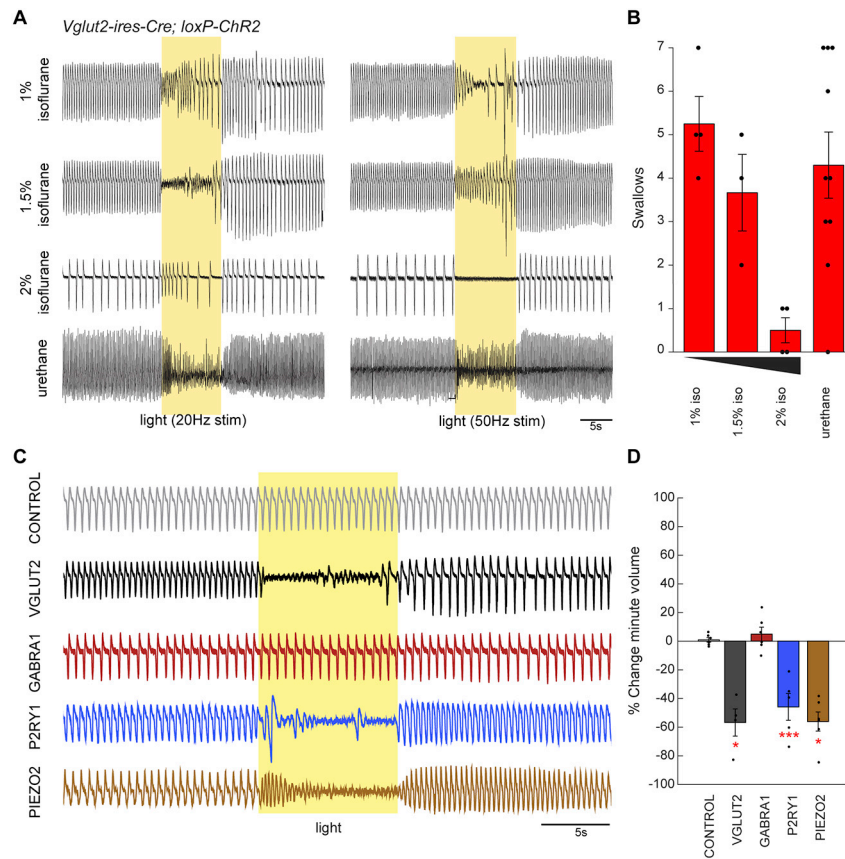 A
Vglut2-ires-Cre; loxP-ChR2
1%
isoflurane
1.5%
isoflurane
2%
isoflurane
urethane
light (20Hz stim)
light (50Hz stim)
5s
B
Swallows
7
6
5
4
3
2
1
0
1% iso
1.5% iso
2% iso
urethane
C
CONTROL
VGLUT2
GABRA1
P2RY1
PIEZO2
light
5s
D
% Change minute volume
100
80
60
40
20
0
-20
-40
-60
-80
-100
*
***
*
CONTROL
VGLUT2
GABRA1
P2RY1
PIEZO2